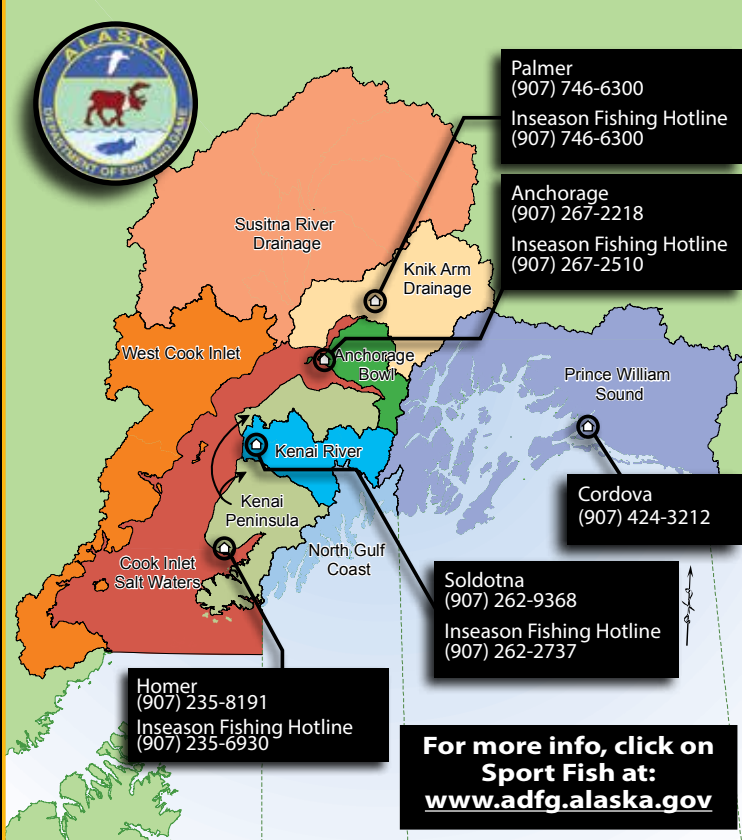 ALASKA
DEPARTMENT OF FISH AND GAME
Palmer
(907) 746-6300
Inseason Fishing Hotline
(907) 746-6300
Anchorage
(907) 267-2218
Inseason Fishing Hotline
(907) 267-2510
Susitna River
Drainage
Knik Arm
Drainage
West Cook Inlet
Anchorage
Bowl
Prince William
Sound
Kenai River
Kenai
Peninsula
Cook Inlet
Salt Waters
North Gulf
Coast
Cordova
(907) 424-3212
Soldotna
(907) 262-9368
Inseason Fishing Hotline
(907) 262-2737
Homer
(907) 235-8191
Inseason Fishing Hotline
(907) 235-6930
For more info, click on
Sport Fish at:
www.adfg.alaska.gov